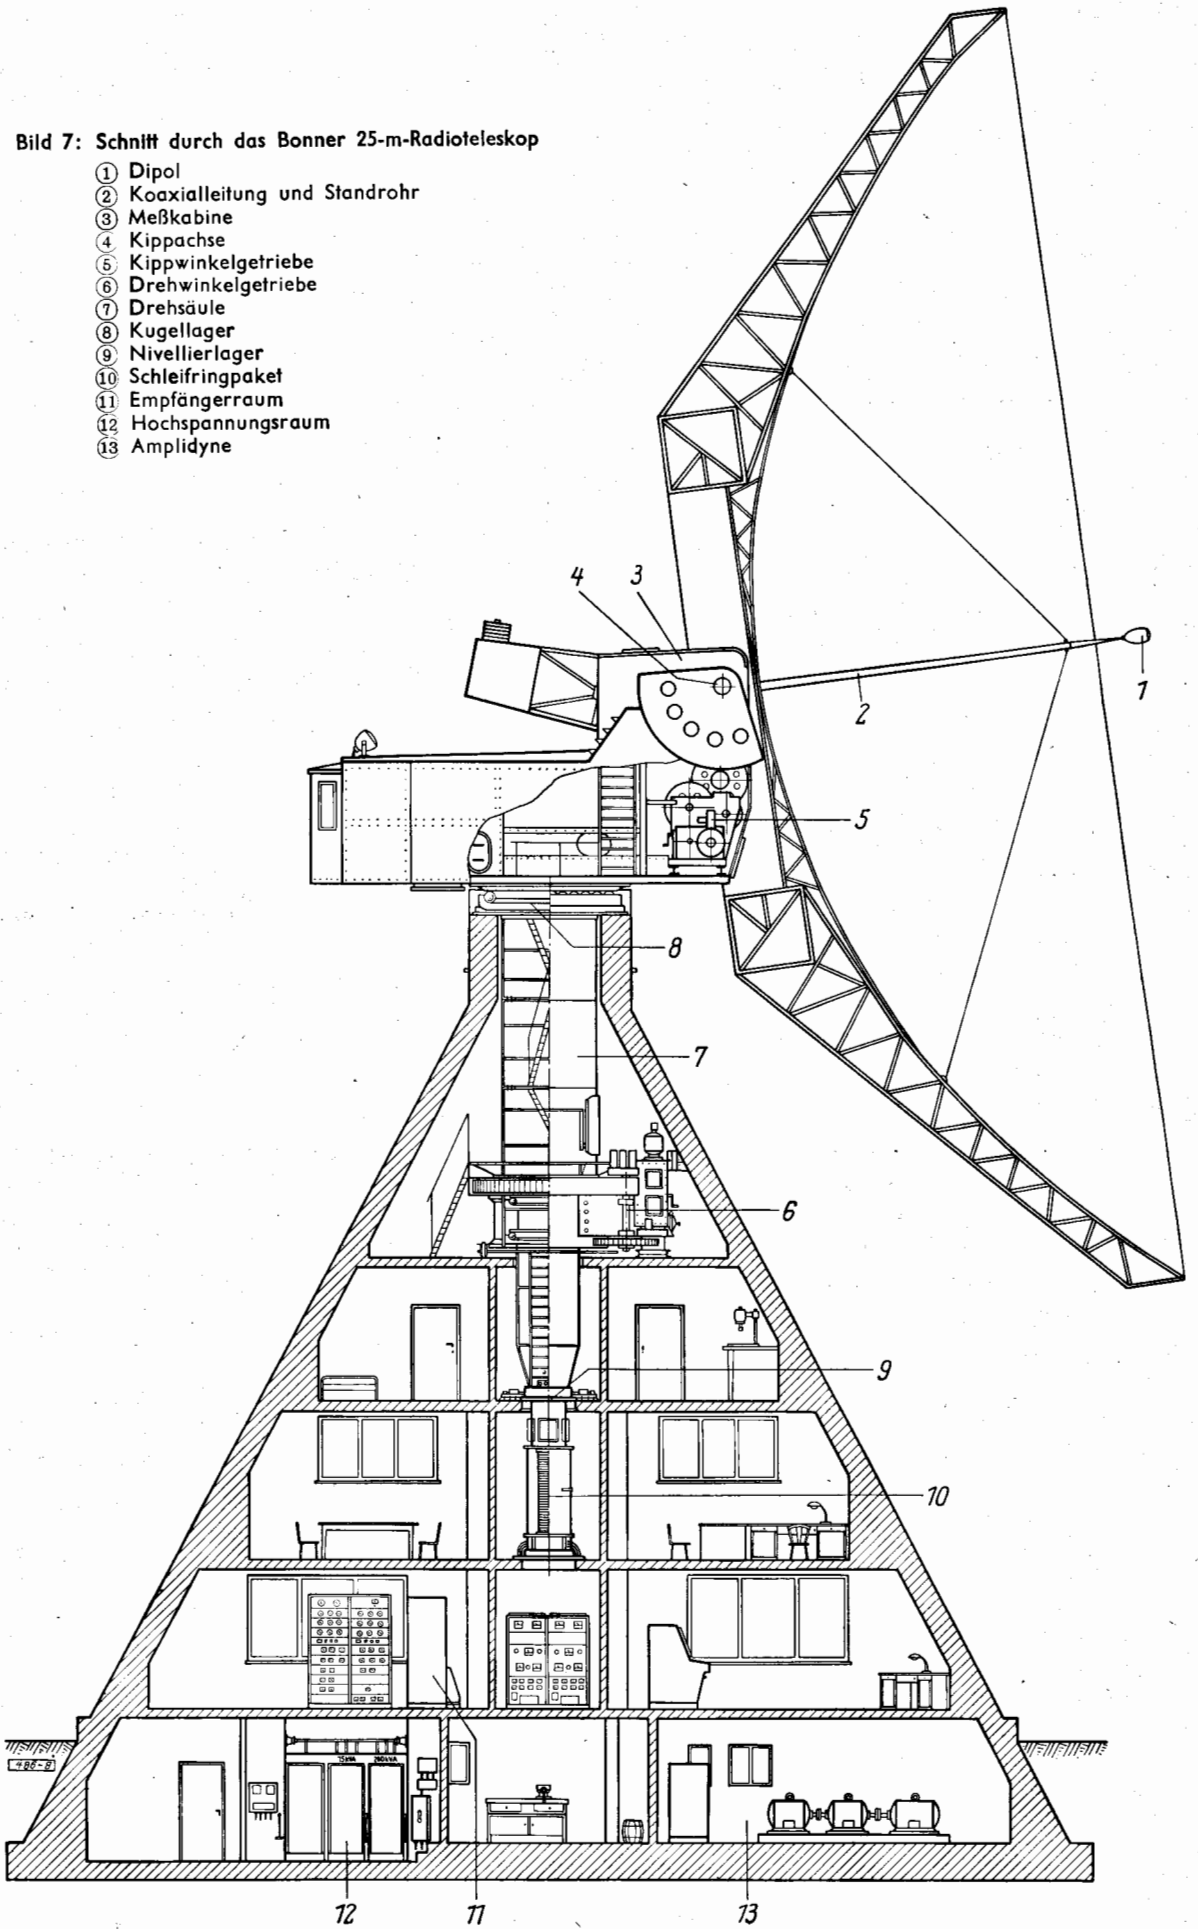 Bild 7: Schnitt durch das Bonner 25-m-Radioteleskop
① Dipol
② Koaxialleitung und Standrohr
③ Meßkabine
④ Kippachse
⑤ Kippwinkelgetriebe
⑥ Drehwinkelgetriebe
⑦ Drehsäule
⑧ Kugellager
⑨ Nivellierlager
⑩ Schleifringpaket
⑪ Empfängerraum
⑫ Hochspannungsraum
⑬ Amplidyne
4 3
1
2
5
8
7
6
9
10
486-8
12 11 13